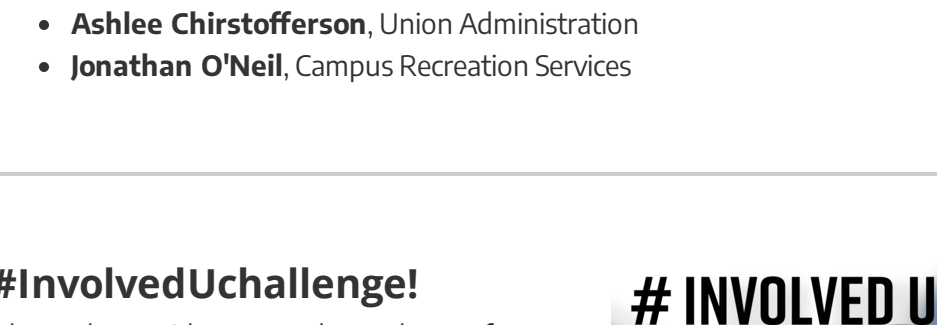 Ashlee Chirstofferson, Union Administration
Jonathan O'Neil, Campus Recreation Services
#InvolvedUchallenge!
# INVOLVED U